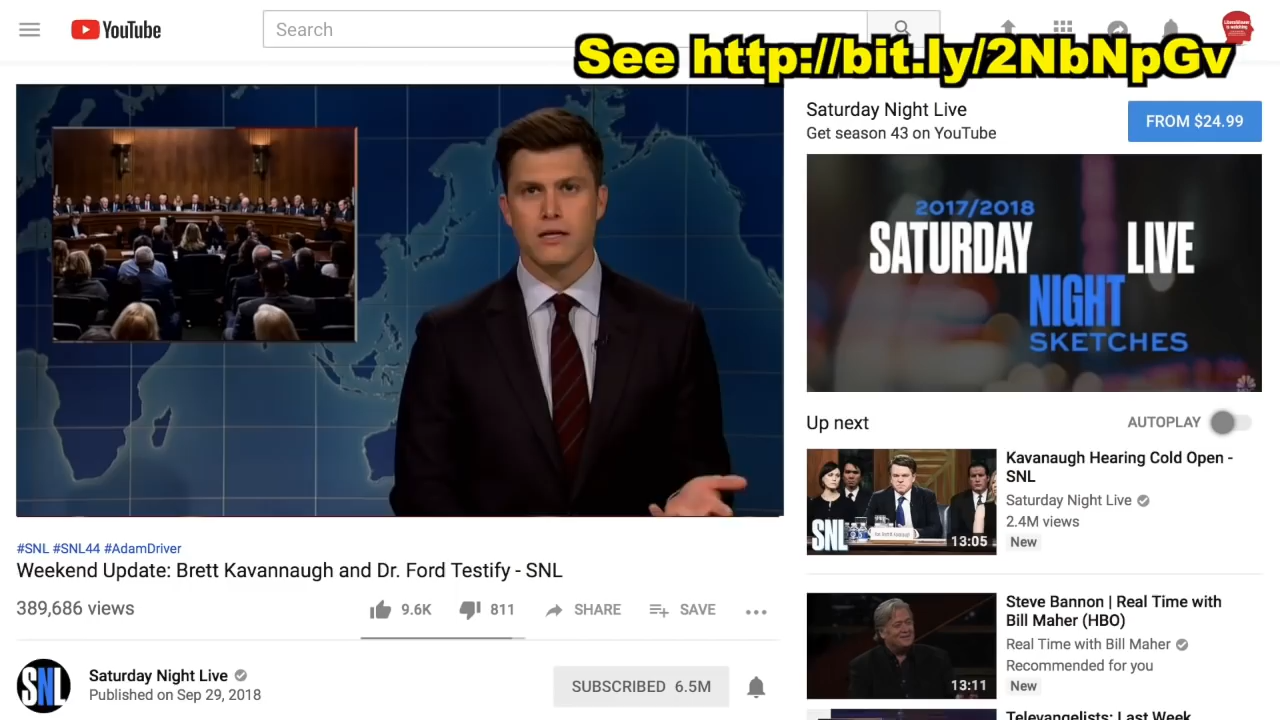 YouTube
Search
See http://bit.ly/2NbNpGv
Saturday Night Live
Get season 43 on YouTube
FROM $24.99
2017/2018
SATURDAY LIVE
NIGHT
SKETCHES
Up next
AUTOPLAY
Kavanaugh Hearing Cold Open -
SNL
Saturday Night Live
2.4M views
New
SNL
13:05
#SNL #SNL44 #AdamDriver
Weekend Update: Brett Kavannaugh and Dr. Ford Testify - SNL
389,686 views
9.6K
811
SHARE
SAVE
Steve Bannon | Real Time with
Bill Maher (HBO)
Real Time with Bill Maher
Recommended for you
New
13:11
SNL
Saturday Night Live
Published on Sep 29, 2018
SUBSCRIBED 6.5M
Televangelists: Last Week